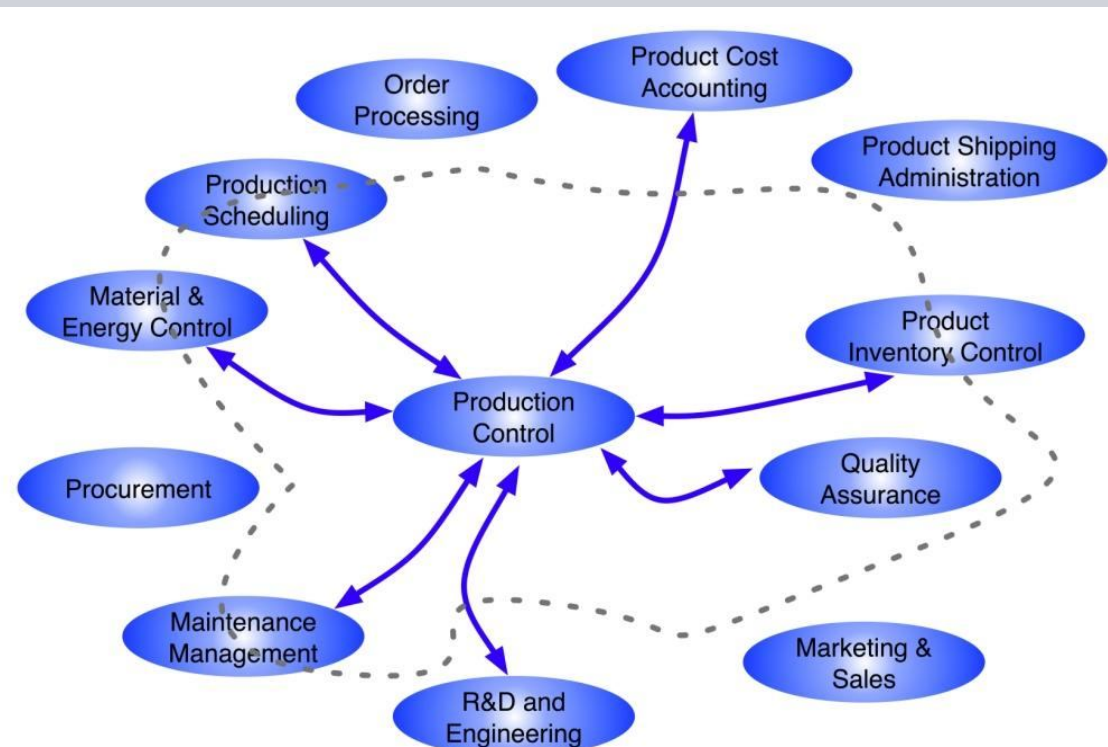 Product Cost
Accounting
Order
Processing
Product Shipping
Administration
Production
Scheduling
Material &
Energy Control
Product
Inventory Control
Production
Control
Quality
Assurance
Procurement
Maintenance
Management
Marketing &
Sales
R&D and
Engineering